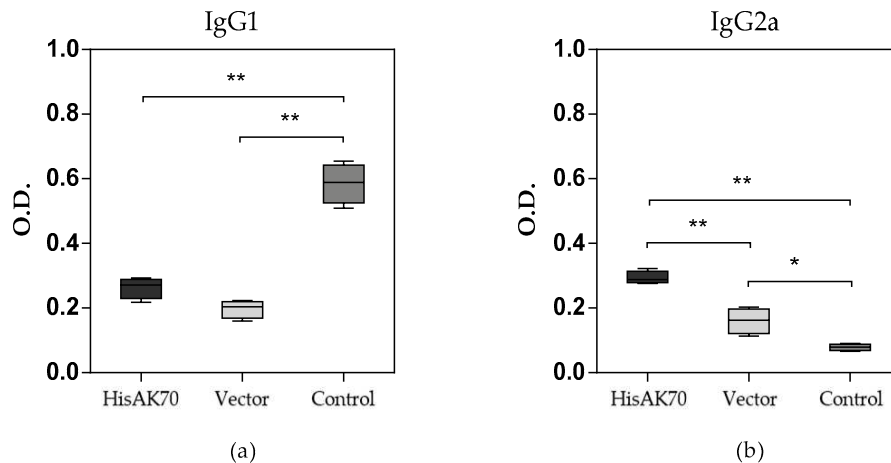 IgG1
1.0
0.8
0.6
0.4
0.2
0.0
O.D.
**
**
HisAK70 Vector Control
(a)
IgG2a
1.0
0.8
0.6
0.4
0.2
0.0
O.D.
**
**
*
HisAK70 Vector Control
(b)